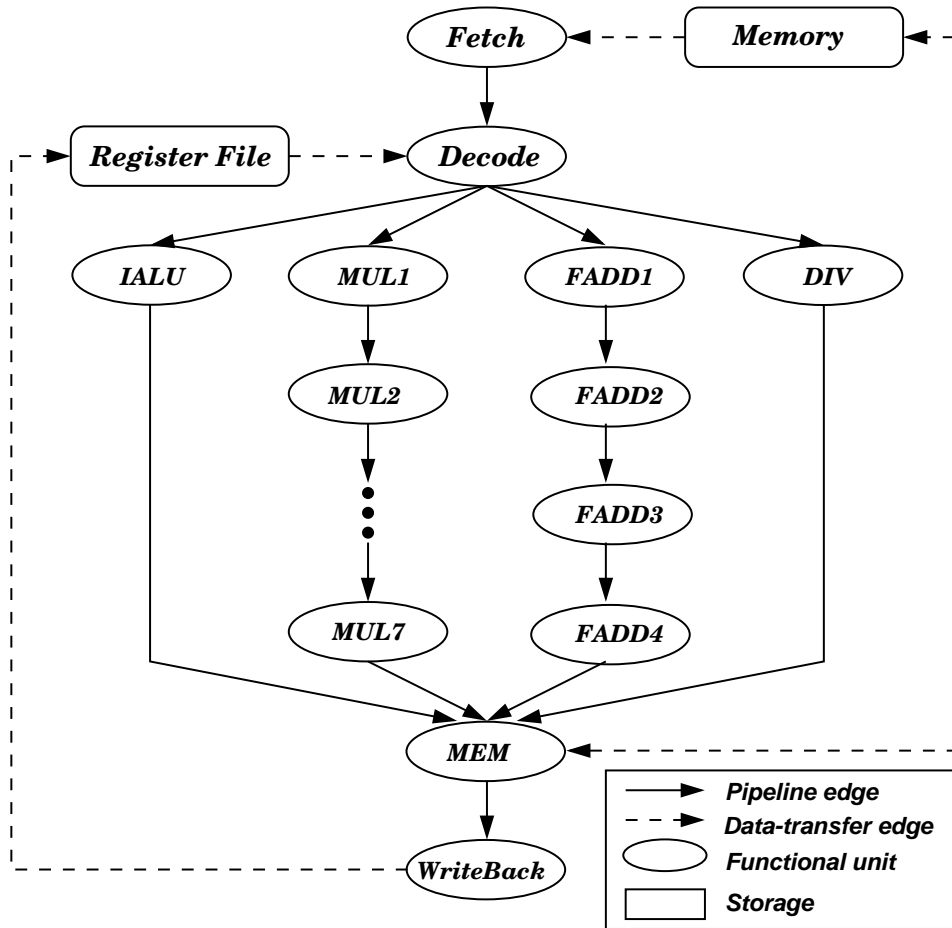 Fetch
Memory
Register File
Decode
IALU
MUL1
FADD1
DIV
MUL2
FADD2
FADD3
MUL7
FADD4
MEM
WriteBack
Pipeline edge
Data-transfer edge
Functional unit
Storage